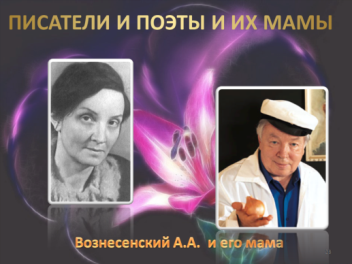 ПИСАТЕЛИ И ПОЭТЫ И ИХ МАМЫ
Вознесенский А.А. и его мама